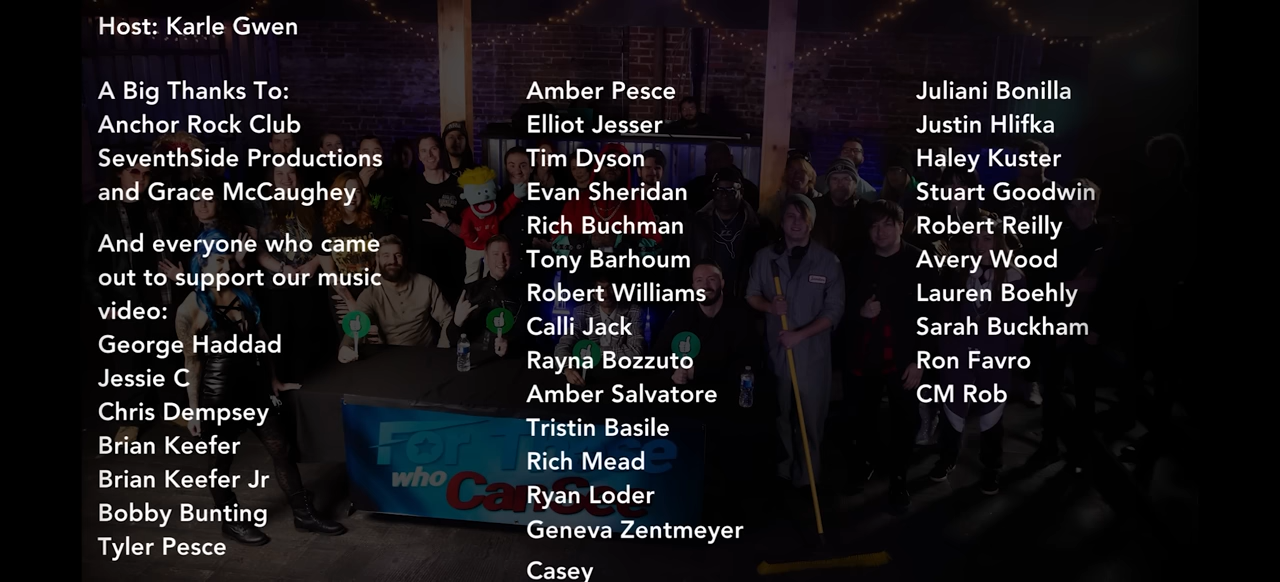 Host: Karle Gwen
A Big Thanks To:
Anchor Rock Club
SeventhSide Productions
and Grace McCaughey
And everyone who came
out to support our music
video:
George Haddad
Jessie C
Chris Dempsey
Brian Keefer
Brian Keefer Jr
Bobby Bunting
Tyler Pesce
Amber Pesce
Elliot Jesser
Tim Dyson
Evan Sheridan
Rich Buchman
Tony Barhoum
Robert Williams
Calli Jack
Rayna Bozzuto
Amber Salvatore
Tristin Basile
Rich Mead
Ryan Loder
Geneva Zentmeyer
Casey
Juliani Bonilla
Justin Hlifka
Haley Kuster
Stuart Goodwin
Robert Reilly
Avery Wood
Lauren Boehly
Sarah Buckham
Ron Favro
CM Rob
For Those
who CanSee